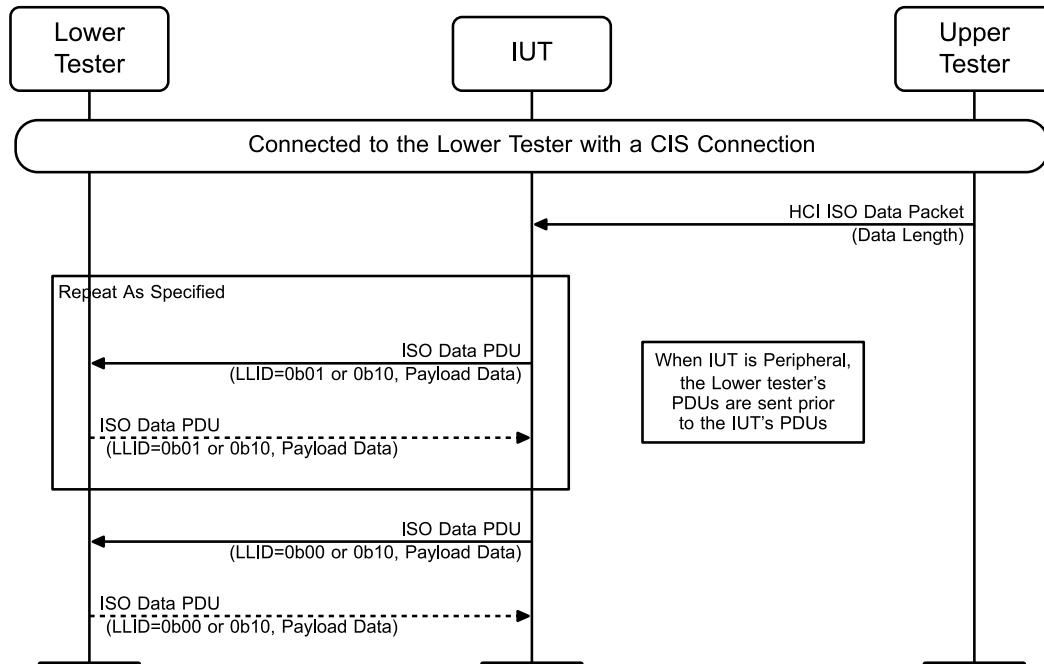 Lower
Tester
IUT
Upper
Tester
Connected to the Lower Tester with a CIS Connection
HCI ISO Data Packet
(Data Length)
Repeat As Specified
ISO Data PDU
(LLID=0b01 or 0b10, Payload Data)
When IUT is Peripheral,
the Lower tester's
PDUs are sent prior
to the IUT's PDUs
ISO Data PDU
(LLID=0b01 or 0b10, Payload Data)
ISO Data PDU
(LLID=0b00 or 0b10, Payload Data)
ISO Data PDU
(LLID=0b00 or 0b10, Payload Data)